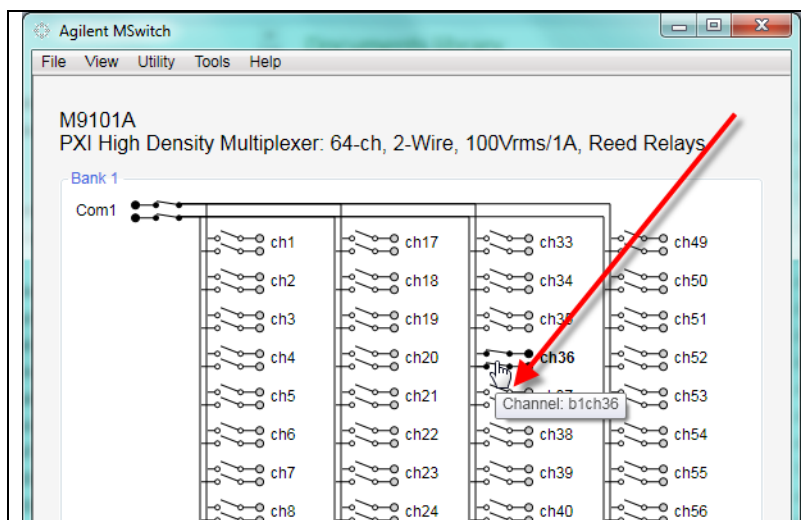 Agilent MSwitch
File View Utility Tools Help
M9101A
PXI High Density Multiplexer: 64-ch, 2-Wire, 100Vrms/1A, Reed Relays
Bank 1
Com1
ch1 ch17 ch33 ch49
ch2 ch18 ch34 ch50
ch3 ch19 ch35 ch51
ch4 ch20 ch36 ch52
ch5 ch21 ch53
Channel: b1ch36
ch6 ch22 ch38 ch54
ch7 ch23 ch39 ch55
ch8 ch24 ch40 ch56